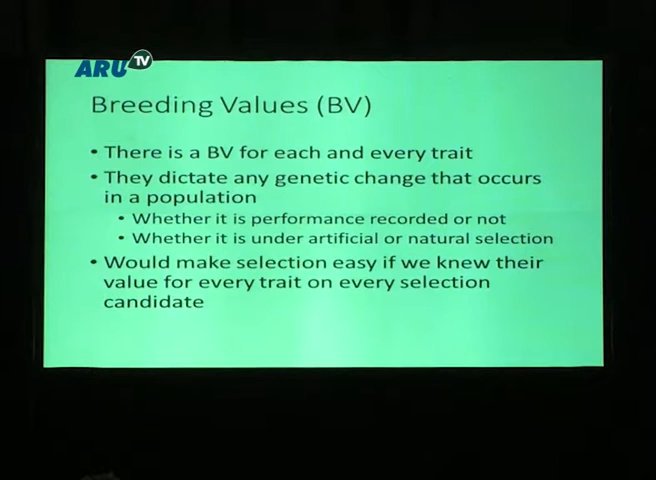 ARU TV
Breeding Values (BV)
• There is a BV for each and every trait
• They dictate any genetic change that occurs
in a population
• Whether it is performance recorded or not
• Whether it is under artificial or natural selection
• Would make selection easy if we knew their
value for every trait on every selection
candidate